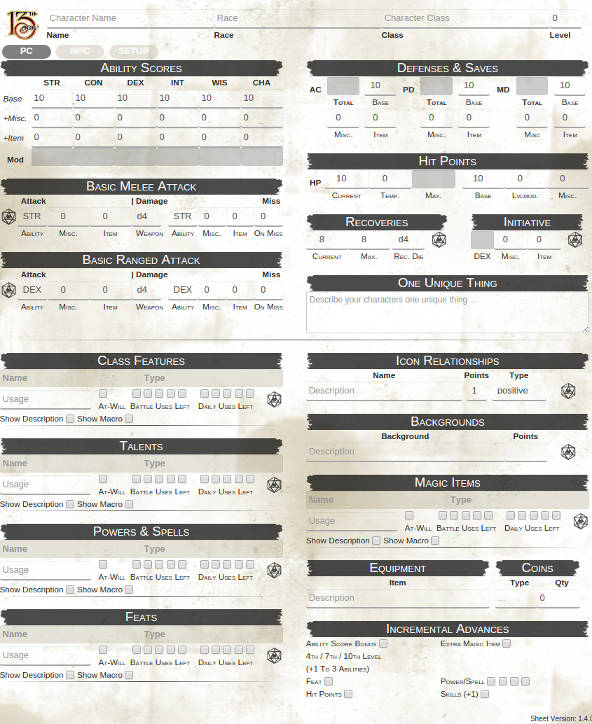 13TH AGE
Character Name Race Character Class 0
Name Race Class Level
PC NPC SETUP
Ability Scores
STR CON DEX INT WIS CHA
Base 10 10 10 10 10 10
+Misc. 0 0 0 0 0 0
+Item 0 0 0 0 0 0
Mod
Basic Melee Attack
Attack | Damage Miss
STR 0 0 d4 STR 0 0 0
Ability Misc. Item Weapon Ability Misc. Item On Miss
Basic Ranged Attack
Attack | Damage Miss
DEX 0 0 d4 DEX 0 0 0
Ability Misc. Item Weapon Ability Misc. Item On Miss
Defenses & Saves
AC 10 PD 10 MD 10
Total Base Total Base Total Base
0 0 0 0 0 0
Misc. Item Misc. Item Misc. Item
Hit Points
HP 10 0 10 0 0
Current Temp. Max. Base Lvlmod. Misc.
Recoveries
8 8 d4
Current Max. Rec. Die
Initiative
0 0
DEX Misc. Item
One Unique Thing
Describe your characters one unique thing ...
Class Features
Name Type
Usage
At-Will Battle Uses Left Daily Uses Left
Show Description Show Macro
Talents
Name Type
Usage
At-Will Battle Uses Left Daily Uses Left
Show Description Show Macro
Powers & Spells
Name Type
Usage
At-Will Battle Uses Left Daily Uses Left
Show Description Show Macro
Feats
Name Type
Usage
At-Will Battle Uses Left Daily Uses Left
Show Description Show Macro
Icon Relationships
Name Points Type
Description 1 positive
Backgrounds
Background Points
Description
Magic Items
Name Type
Usage
At-Will Battle Uses Left Daily Uses Left
Show Description Show Macro
Equipment
Item
Description
Coins
Type Qty
... 0
Incremental Advances
Ability Score Bonus Extra Magic Item
4th / 7th / 10th Level
(+1 To 3 Abilities)
Feat Power/Spell
Hit Points Skills (+1)
Sheet Version: 1.4.0